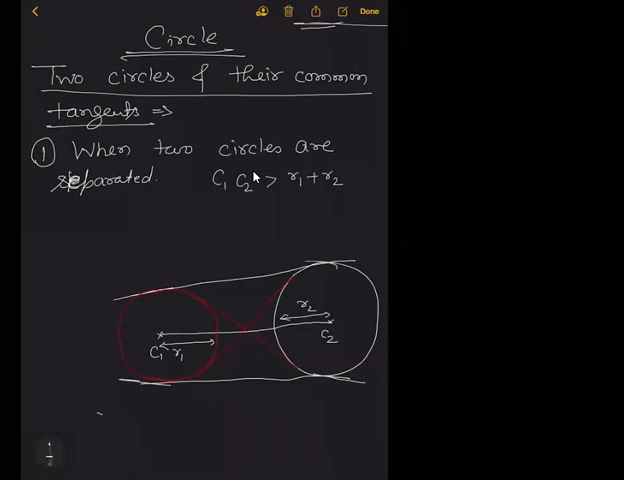 Done
Circle
Two circles & their common
tangents ⇒
① When two circles are
separated. C₁ C₂ > r₁ + r₂
r₂
C₂
C₁ r₁